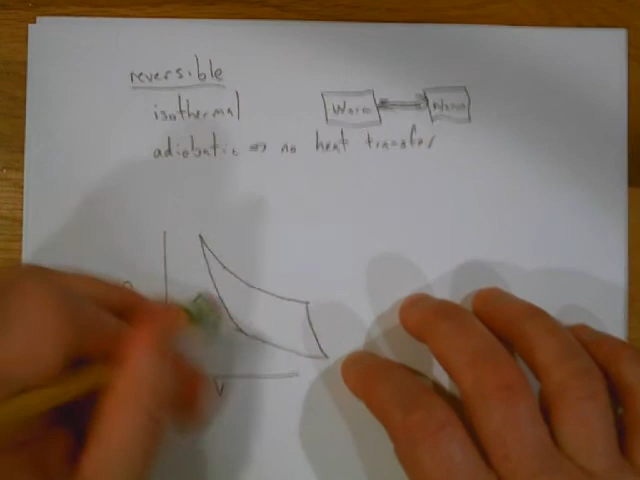 reversible
isothermal
Warm Warm
adiabatic ⇒ no heat transfer
P
V